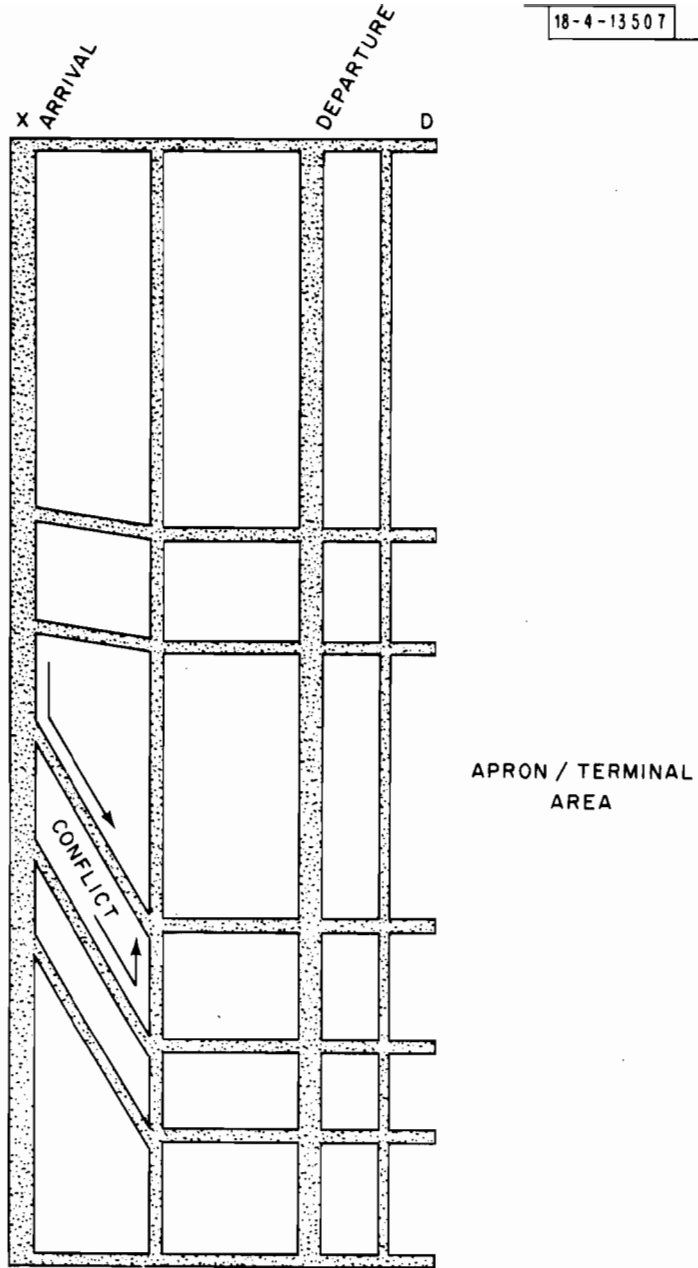 18-4-13507
X ARRIVAL DEPARTURE D
CONFLICT
APRON / TERMINAL
AREA